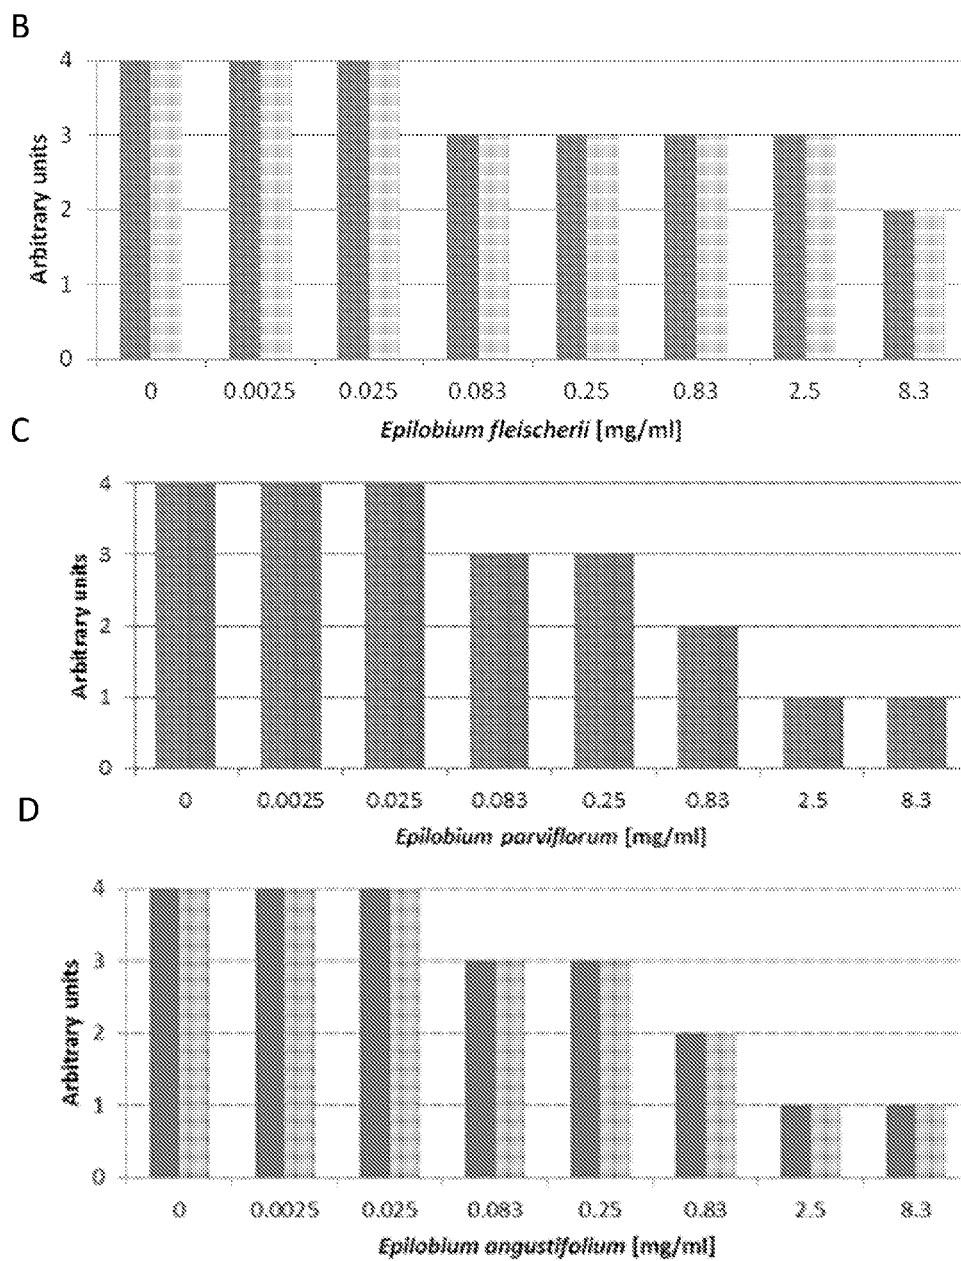 B
4
3
2
1
0
Arbitrary units
0 0.0025 0.025 0.083 0.25 0.83 2.5 8.3
Epilobium fleischerii [mg/ml]
C
4
3
2
1
0
Arbitrary units
0 0.0025 0.025 0.083 0.25 0.83 2.5 8.3
Epilobium parviflorum [mg/ml]
D
4
3
2
1
0
Arbitrary units
0 0.0025 0.025 0.083 0.25 0.83 2.5 8.3
Epilobium angustifolium [mg/ml]